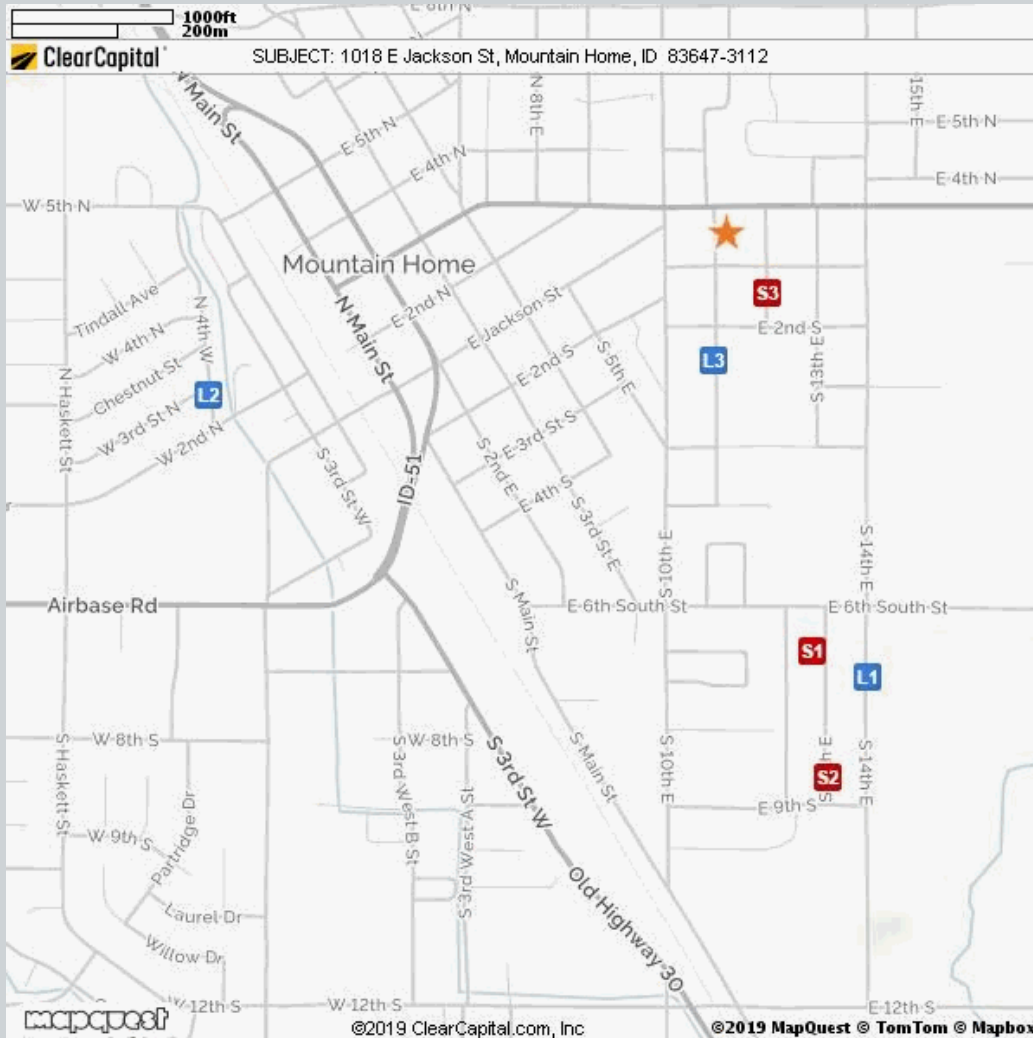 1000ft
200m
ClearCapital
SUBJECT: 1018 E Jackson St, Mountain Home, ID 83647-3112
E 6th N
N Main St
N 8th E
15th E
E 5th N
E 5th N
E 4th N
E 4th N
W 5th N
Mountain Home
S3
Tindall Ave
N 4th W
E 2nd N
E Jackson St
E 2nd S
N Main St
W 4th N
L3
S 5th E
S 13th E
E 2nd S
Chestnut St
L2
N Haskett St
W 3rd St N
W 2nd N
E 3rd St S
S 2nd E
S 3rd St W
ID-51
E 4th S
S 3rd St E
S 10th E
S 14th E
Airbase Rd
S Main St
E 6th South St
E 6th South St
S1
L1
W 8th S
W 8th S
S Haskett St
S 3rd West B St
S 3rd St W
S Main St
S 10th E
S2
S 14th E
E 9th S
W 9th S
Partridge Dr
S 3rd West A St
Old Highway 30
Laurel Dr
Willow Dr
W 12th S
W 12th S
E 12th S
mapquest
©2019 ClearCapital.com, Inc
©2019 MapQuest © TomTom © Mapbox